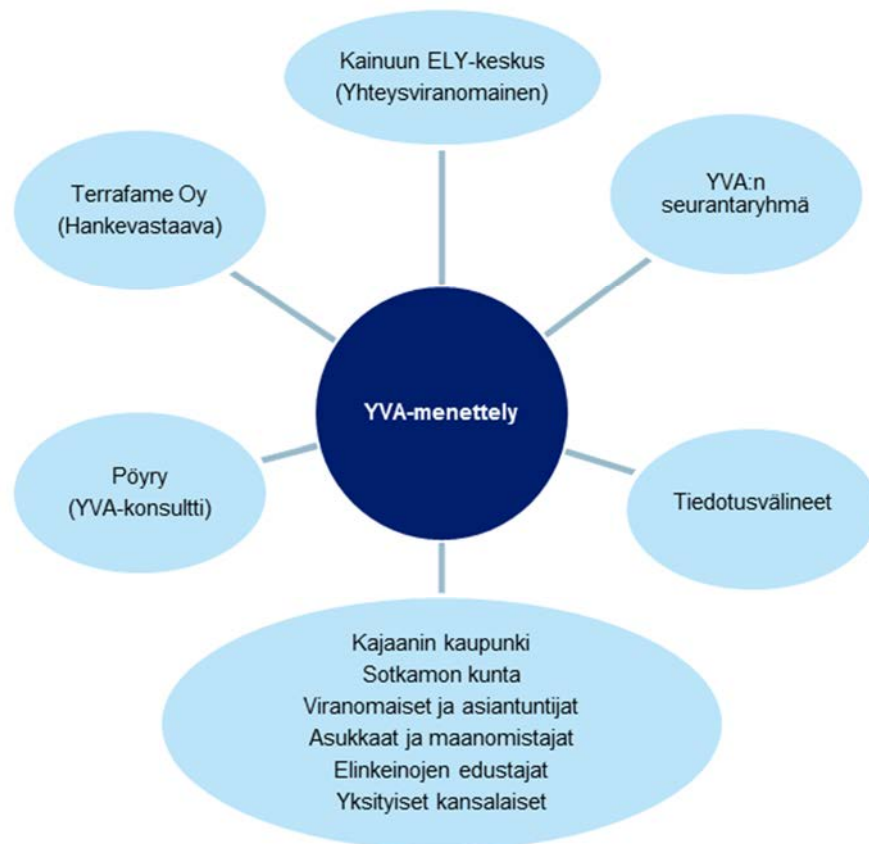 Kainuun ELY-keskus
(Yhteysviranomainen)
Terrafame Oy
(Hankevastaava)
YVA:n
seurantaryhmä
YVA-menettely
Pöyry
(YVA-konsultti)
Tiedotusvälineet
Kajaanin kaupunki
Sotkamon kunta
Viranomaiset ja asiantuntijat
Asukkaat ja maanomistajat
Elinkeinojen edustajat
Yksityiset kansalaiset